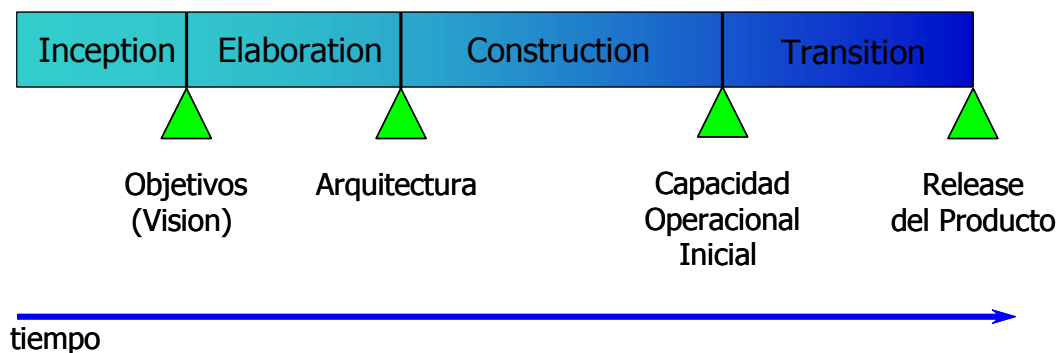 Inception
Elaboration
Construction
Transition
Objetivos
(Vision)
Arquitectura
Capacidad
Operacional
Inicial
Release
del Producto
tiempo